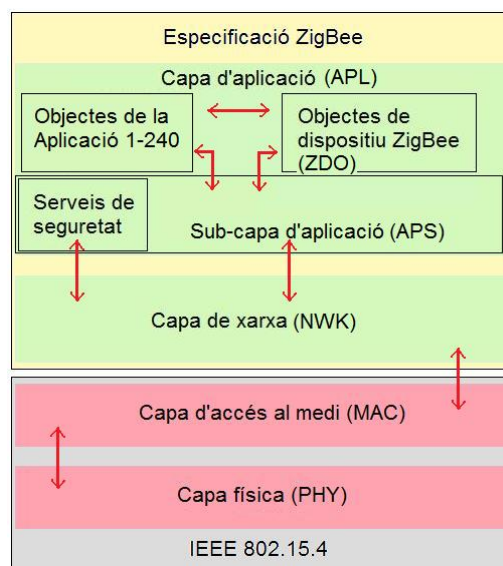 Especificació ZigBee
Capa d'aplicació (APL)
Objectes de la
Aplicació 1-240
Objectes de
dispositiu ZigBee
(ZDO)
Serveis de
seguretat
Sub-capa d'aplicació (APS)
Capa de xarxa (NWK)
Capa d'accés al medi (MAC)
Capa física (PHY)
IEEE 802.15.4